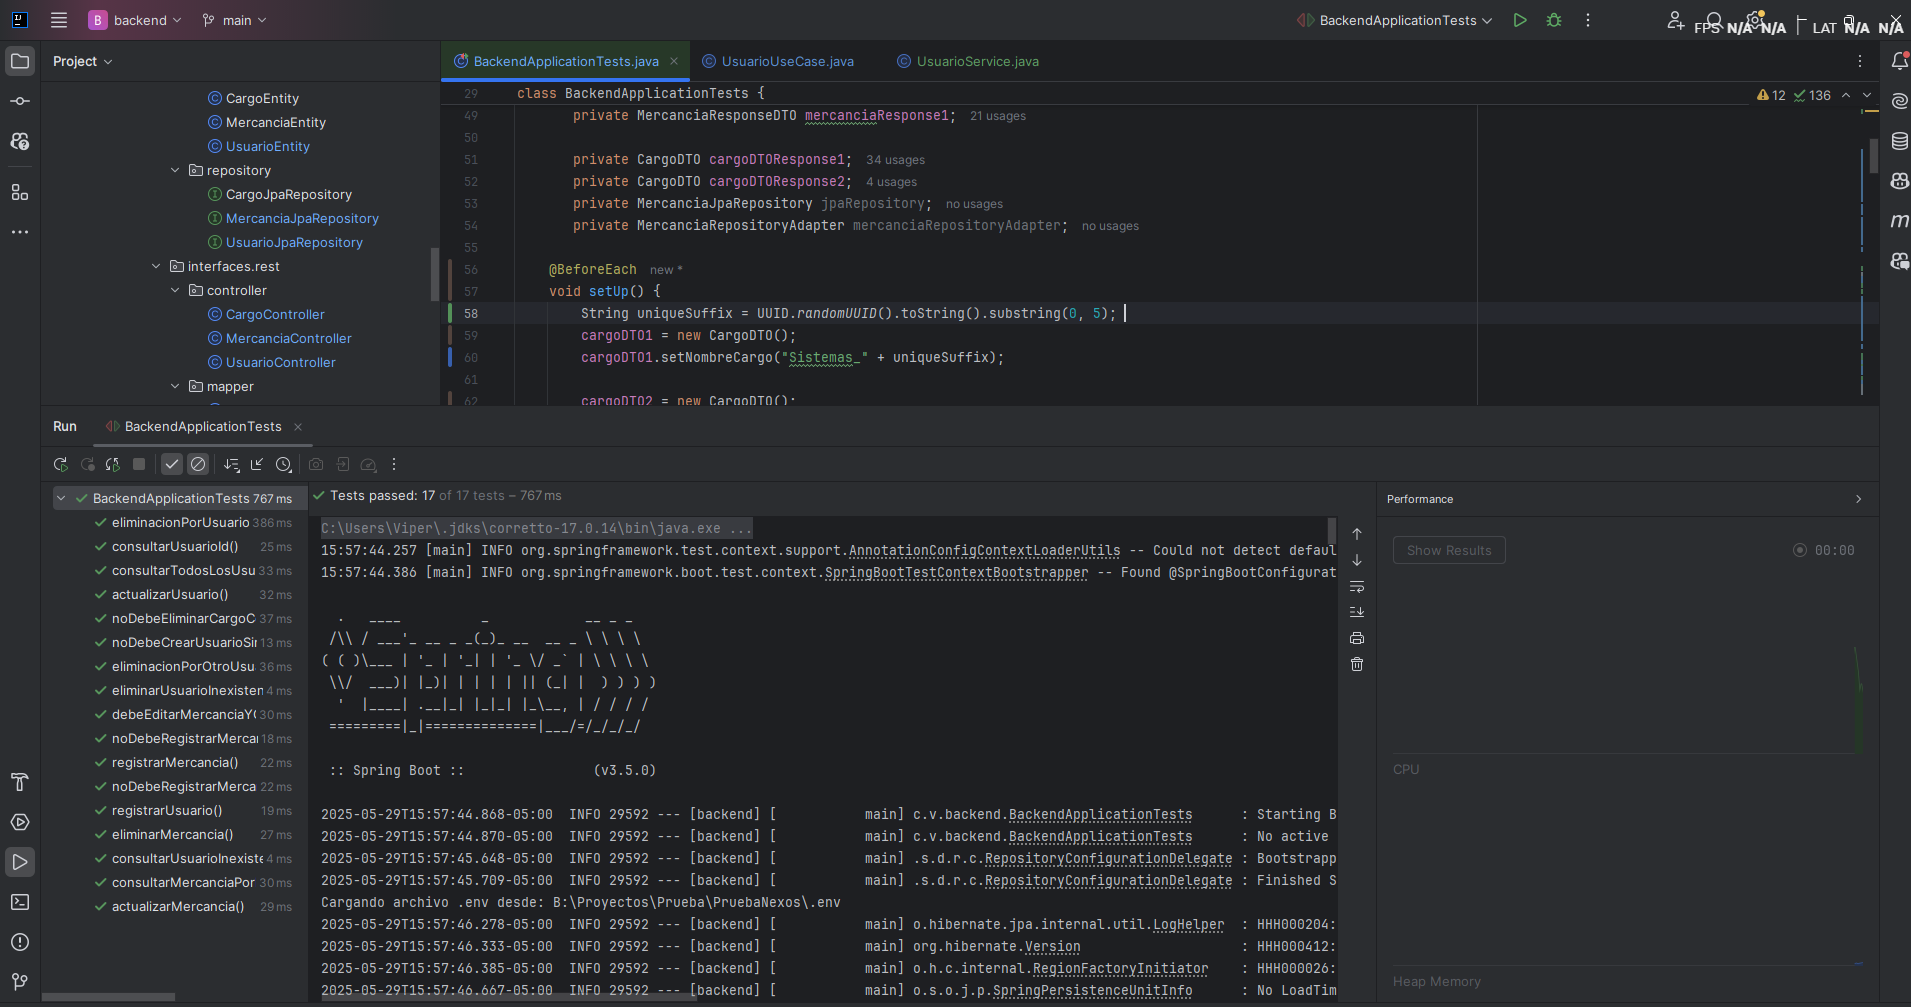 B backend main BackendApplicationTests FPS N/A N/A LAT N/A N/A
Project
BackendApplicationTests.java UsuarioUseCase.java UsuarioService.java
CargoEntity
MercanciaEntity
UsuarioEntity
repository
CargoJpaRepository
MercanciaJpaRepository
UsuarioJpaRepository
interfaces.rest
controller
CargoController
MercanciaController
UsuarioController
mapper
12 136
29 class BackendApplicationTests {
49 private MercanciaResponseDTO mercanciaResponse1; 21 usages
50
51 private CargoDTO cargoDTOResponse1; 34 usages
52 private CargoDTO cargoDTOResponse2; 4 usages
53 private MercanciaJpaRepository jpaRepository; no usages
54 private MercanciaRepositoryAdapter mercanciaRepositoryAdapter; no usages
55
56 @BeforeEach new *
57 void setUp() {
58 String uniqueSuffix = UUID.randomUUID().toString().substring(0, 5);
59 cargoDTO1 = new CargoDTO();
60 cargoDTO1.setNombreCargo("Sistemas_" + uniqueSuffix);
61
62 cargoDTO2 = new CargoDTO();
Run BackendApplicationTests
BackendApplicationTests 767 ms
eliminacionPorUsuario 386 ms
consultarUsuarioId() 25 ms
consultarTodosLosUsu 33 ms
actualizarUsuario() 32 ms
noDebeEliminarCargoC 37 ms
noDebeCrearUsuarioSin 13 ms
eliminacionPorOtroUsu 36 ms
eliminarUsuarioInexisten 4 ms
debeEditarMercanciaY 30 ms
noDebeRegistrarMercan 18 ms
registrarMercancia() 22 ms
noDebeRegistrarMerca 22 ms
registrarUsuario() 19 ms
eliminarMercancia() 27 ms
consultarUsuarioInexiste 4 ms
consultarMercanciaPor 30 ms
actualizarMercancia() 29 ms
Tests passed: 17 of 17 tests – 767 ms
C:\Users\Viper\.jdks\corretto-17.0.14\bin\java.exe ...
15:57:44.257 [main] INFO org.springframework.test.context.support.AnnotationConfigContextLoaderUtils -- Could not detect defaul
15:57:44.386 [main] INFO org.springframework.boot.test.context.SpringBootTestContextBootstrapper -- Found @SpringBootConfigurat
  .   ____          _            __ _ _
 /\\ / ___'_ __ _ _(_)_ __  __ _ \ \ \ \
( ( )\___ | '_ | '_| | '_ \/ _` | \ \ \ \
 \\/  ___)| |_)| | | | | || (_| |  ) ) ) )
  '  |____| .__|_| |_|_| |_\__, | / / / /
 =========|_|==============|___/=/_/_/_/
:: Spring Boot :: (v3.5.0)
2025-05-29T15:57:44.868-05:00 INFO 29592 --- [backend] [ main] c.v.backend.BackendApplicationTests : Starting B
2025-05-29T15:57:44.870-05:00 INFO 29592 --- [backend] [ main] c.v.backend.BackendApplicationTests : No active
2025-05-29T15:57:45.648-05:00 INFO 29592 --- [backend] [ main] .s.d.r.c.RepositoryConfigurationDelegate : Bootstrapp
2025-05-29T15:57:45.709-05:00 INFO 29592 --- [backend] [ main] .s.d.r.c.RepositoryConfigurationDelegate : Finished S
Cargando archivo .env desde: B:\Proyectos\Prueba\PruebaNexos\.env
2025-05-29T15:57:46.278-05:00 INFO 29592 --- [backend] [ main] o.hibernate.jpa.internal.util.LogHelper : HHH000204:
2025-05-29T15:57:46.333-05:00 INFO 29592 --- [backend] [ main] org.hibernate.Version : HHH000412:
2025-05-29T15:57:46.385-05:00 INFO 29592 --- [backend] [ main] o.h.c.internal.RegionFactoryInitiator : HHH000026:
2025-05-29T15:57:46.667-05:00 INFO 29592 --- [backend] [ main] o.s.o.j.p.SpringPersistenceUnitInfo : No LoadTim
Performance
Show Results 00:00
CPU
Heap Memory